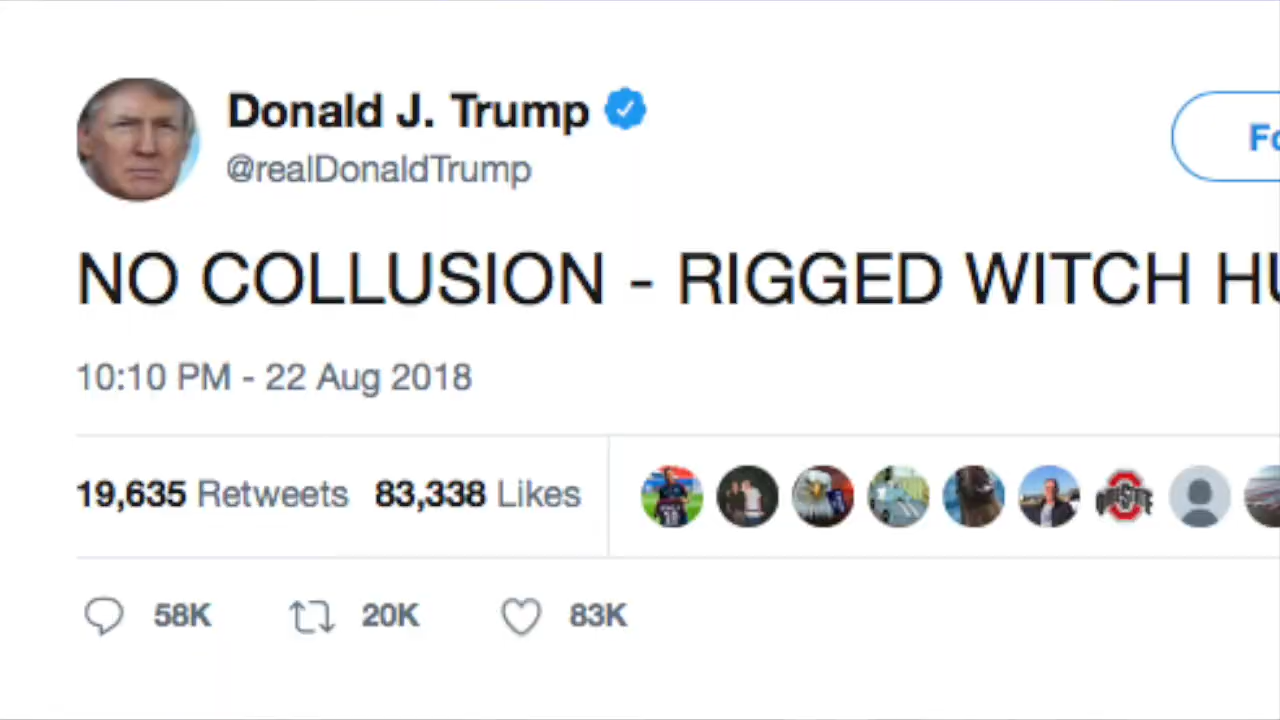 Donald J. Trump
@realDonaldTrump
Fo
NO COLLUSION - RIGGED WITCH HU
10:10 PM - 22 Aug 2018
19,635 Retweets 83,338 Likes
58K 20K 83K